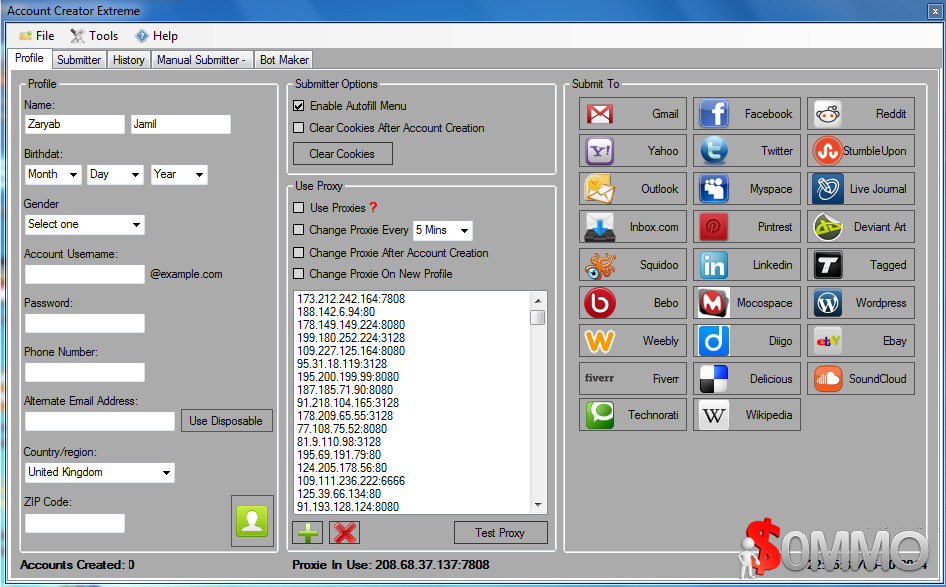 Account Creator Extreme
File Tools Help
Profile Submitter History Manual Submitter - Bot Maker
Profile
Name:
Zaryab Jamil
Birthdat:
Month Day Year
Gender
Select one
Account Username:
@example.com
Password:
Phone Number:
Alternate Email Address:
Use Disposable
Country/region:
United Kingdom
ZIP Code:
Accounts Created: 0
Submitter Options
Enable Autofill Menu
Clear Cookies After Account Creation
Clear Cookies
Use Proxy
Use Proxies ?
Change Proxie Every 5 Mins
Change Proxie After Account Creation
Change Proxie On New Profile
173.212.242.164:7808
188.142.6.94:80
178.149.149.224:8080
199.180.252.224:3128
109.227.125.164:8080
95.31.18.119:3128
195.200.199.99:8080
187.185.71.90:8080
91.218.104.165:3128
178.209.65.55:3128
77.108.75.52:8080
81.9.110.98:3128
195.69.191.79:80
124.205.178.56:80
109.111.236.222:6666
125.39.66.134:80
91.193.128.124:8080
Test Proxy
Proxie In Use: 208.68.37.137:7808
Submit To
Gmail Facebook Reddit
Yahoo Twitter StumbleUpon
Outlook Myspace Live Journal
Inbox.com Pintrest Deviant Art
Squidoo Linkedin Tagged
Bebo Mocospace Wordpress
Weebly Diigo Ebay
fiverr Fiverr Delicious SoundCloud
Technorati Wikipedia
$OMMO